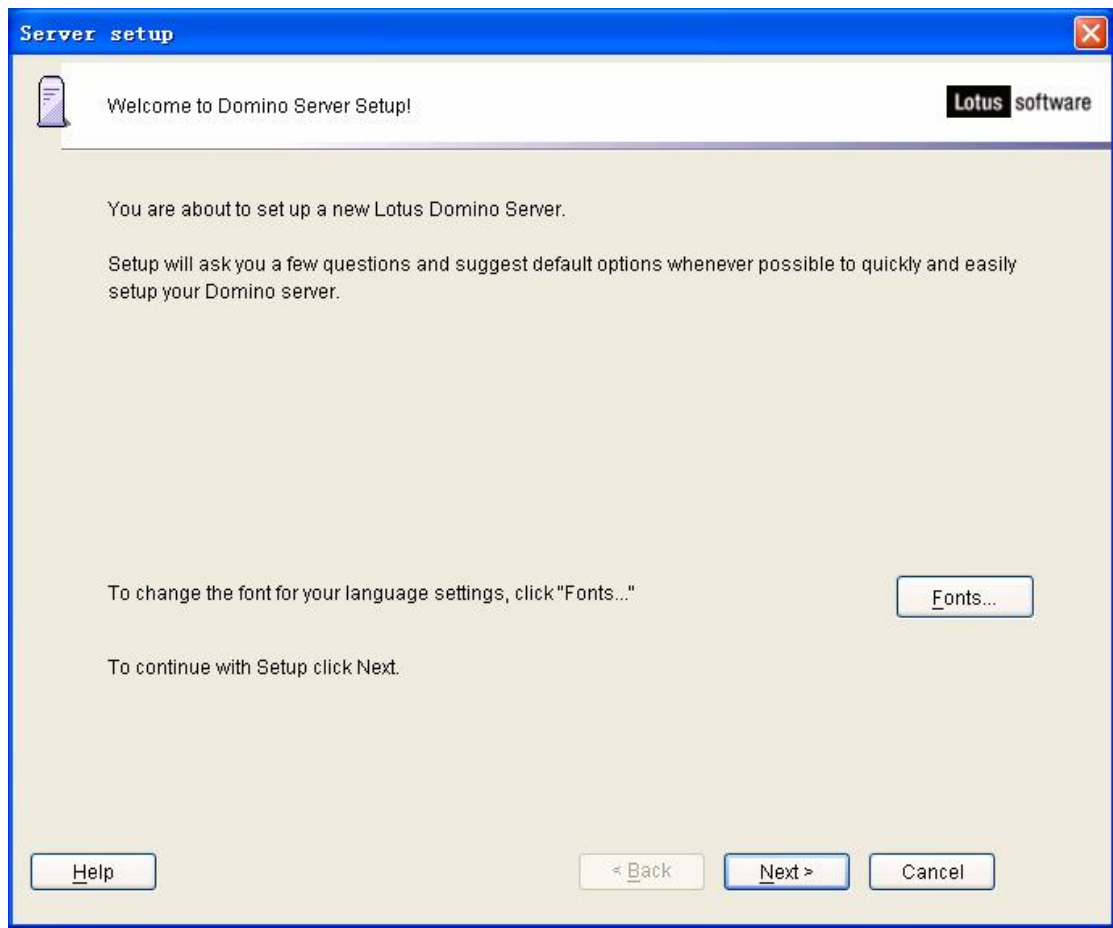 Server setup
Welcome to Domino Server Setup!
Lotus software
You are about to set up a new Lotus Domino Server.
Setup will ask you a few questions and suggest default options whenever possible to quickly and easily
setup your Domino server.
To change the font for your language settings, click "Fonts..."
Fonts...
To continue with Setup click Next.
Help
< Back
Next >
Cancel